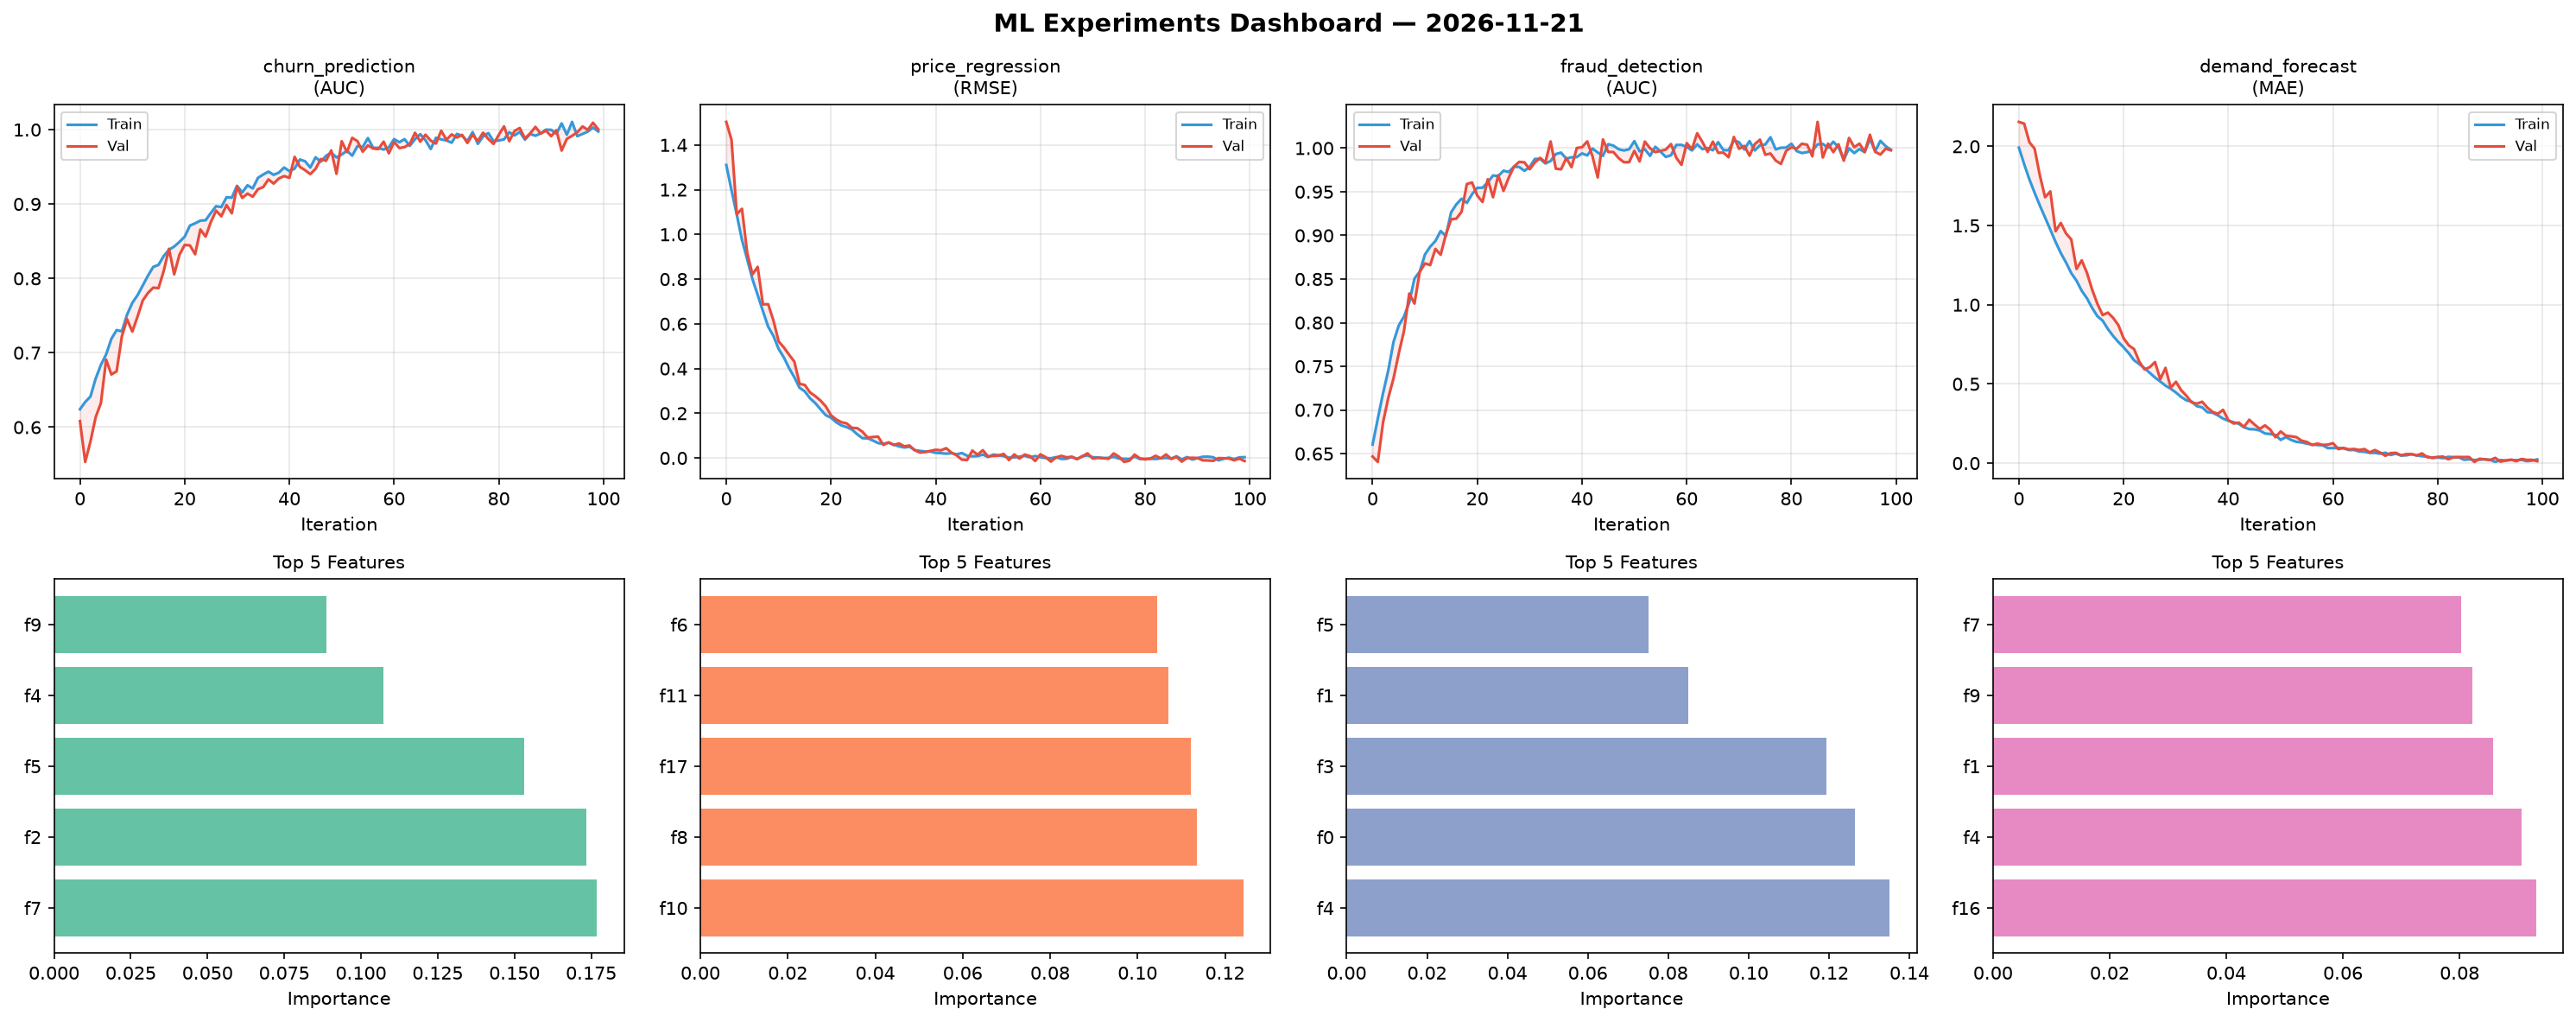 ML Experiments Dashboard — 2026-11-21
churn_prediction
(AUC)
Train
Val
1.0
0.9
0.8
0.7
0.6
0
20
40
60
80
100
Iteration
price_regression
(RMSE)
Train
Val
1.4
1.2
1.0
0.8
0.6
0.4
0.2
0.0
0
20
40
60
80
100
Iteration
fraud_detection
(AUC)
Train
Val
1.00
0.95
0.90
0.85
0.80
0.75
0.70
0.65
0
20
40
60
80
100
Iteration
demand_forecast
(MAE)
Train
Val
2.0
1.5
1.0
0.5
0.0
0
20
40
60
80
100
Iteration
Top 5 Features
f9
f4
f5
f2
f7
0.000
0.025
0.050
0.075
0.100
0.125
0.150
0.175
Importance
Top 5 Features
f6
f11
f17
f8
f10
0.00
0.02
0.04
0.06
0.08
0.10
0.12
Importance
Top 5 Features
f5
f1
f3
f0
f4
0.00
0.02
0.04
0.06
0.08
0.10
0.12
0.14
Importance
Top 5 Features
f7
f9
f1
f4
f16
0.00
0.02
0.04
0.06
0.08
Importance